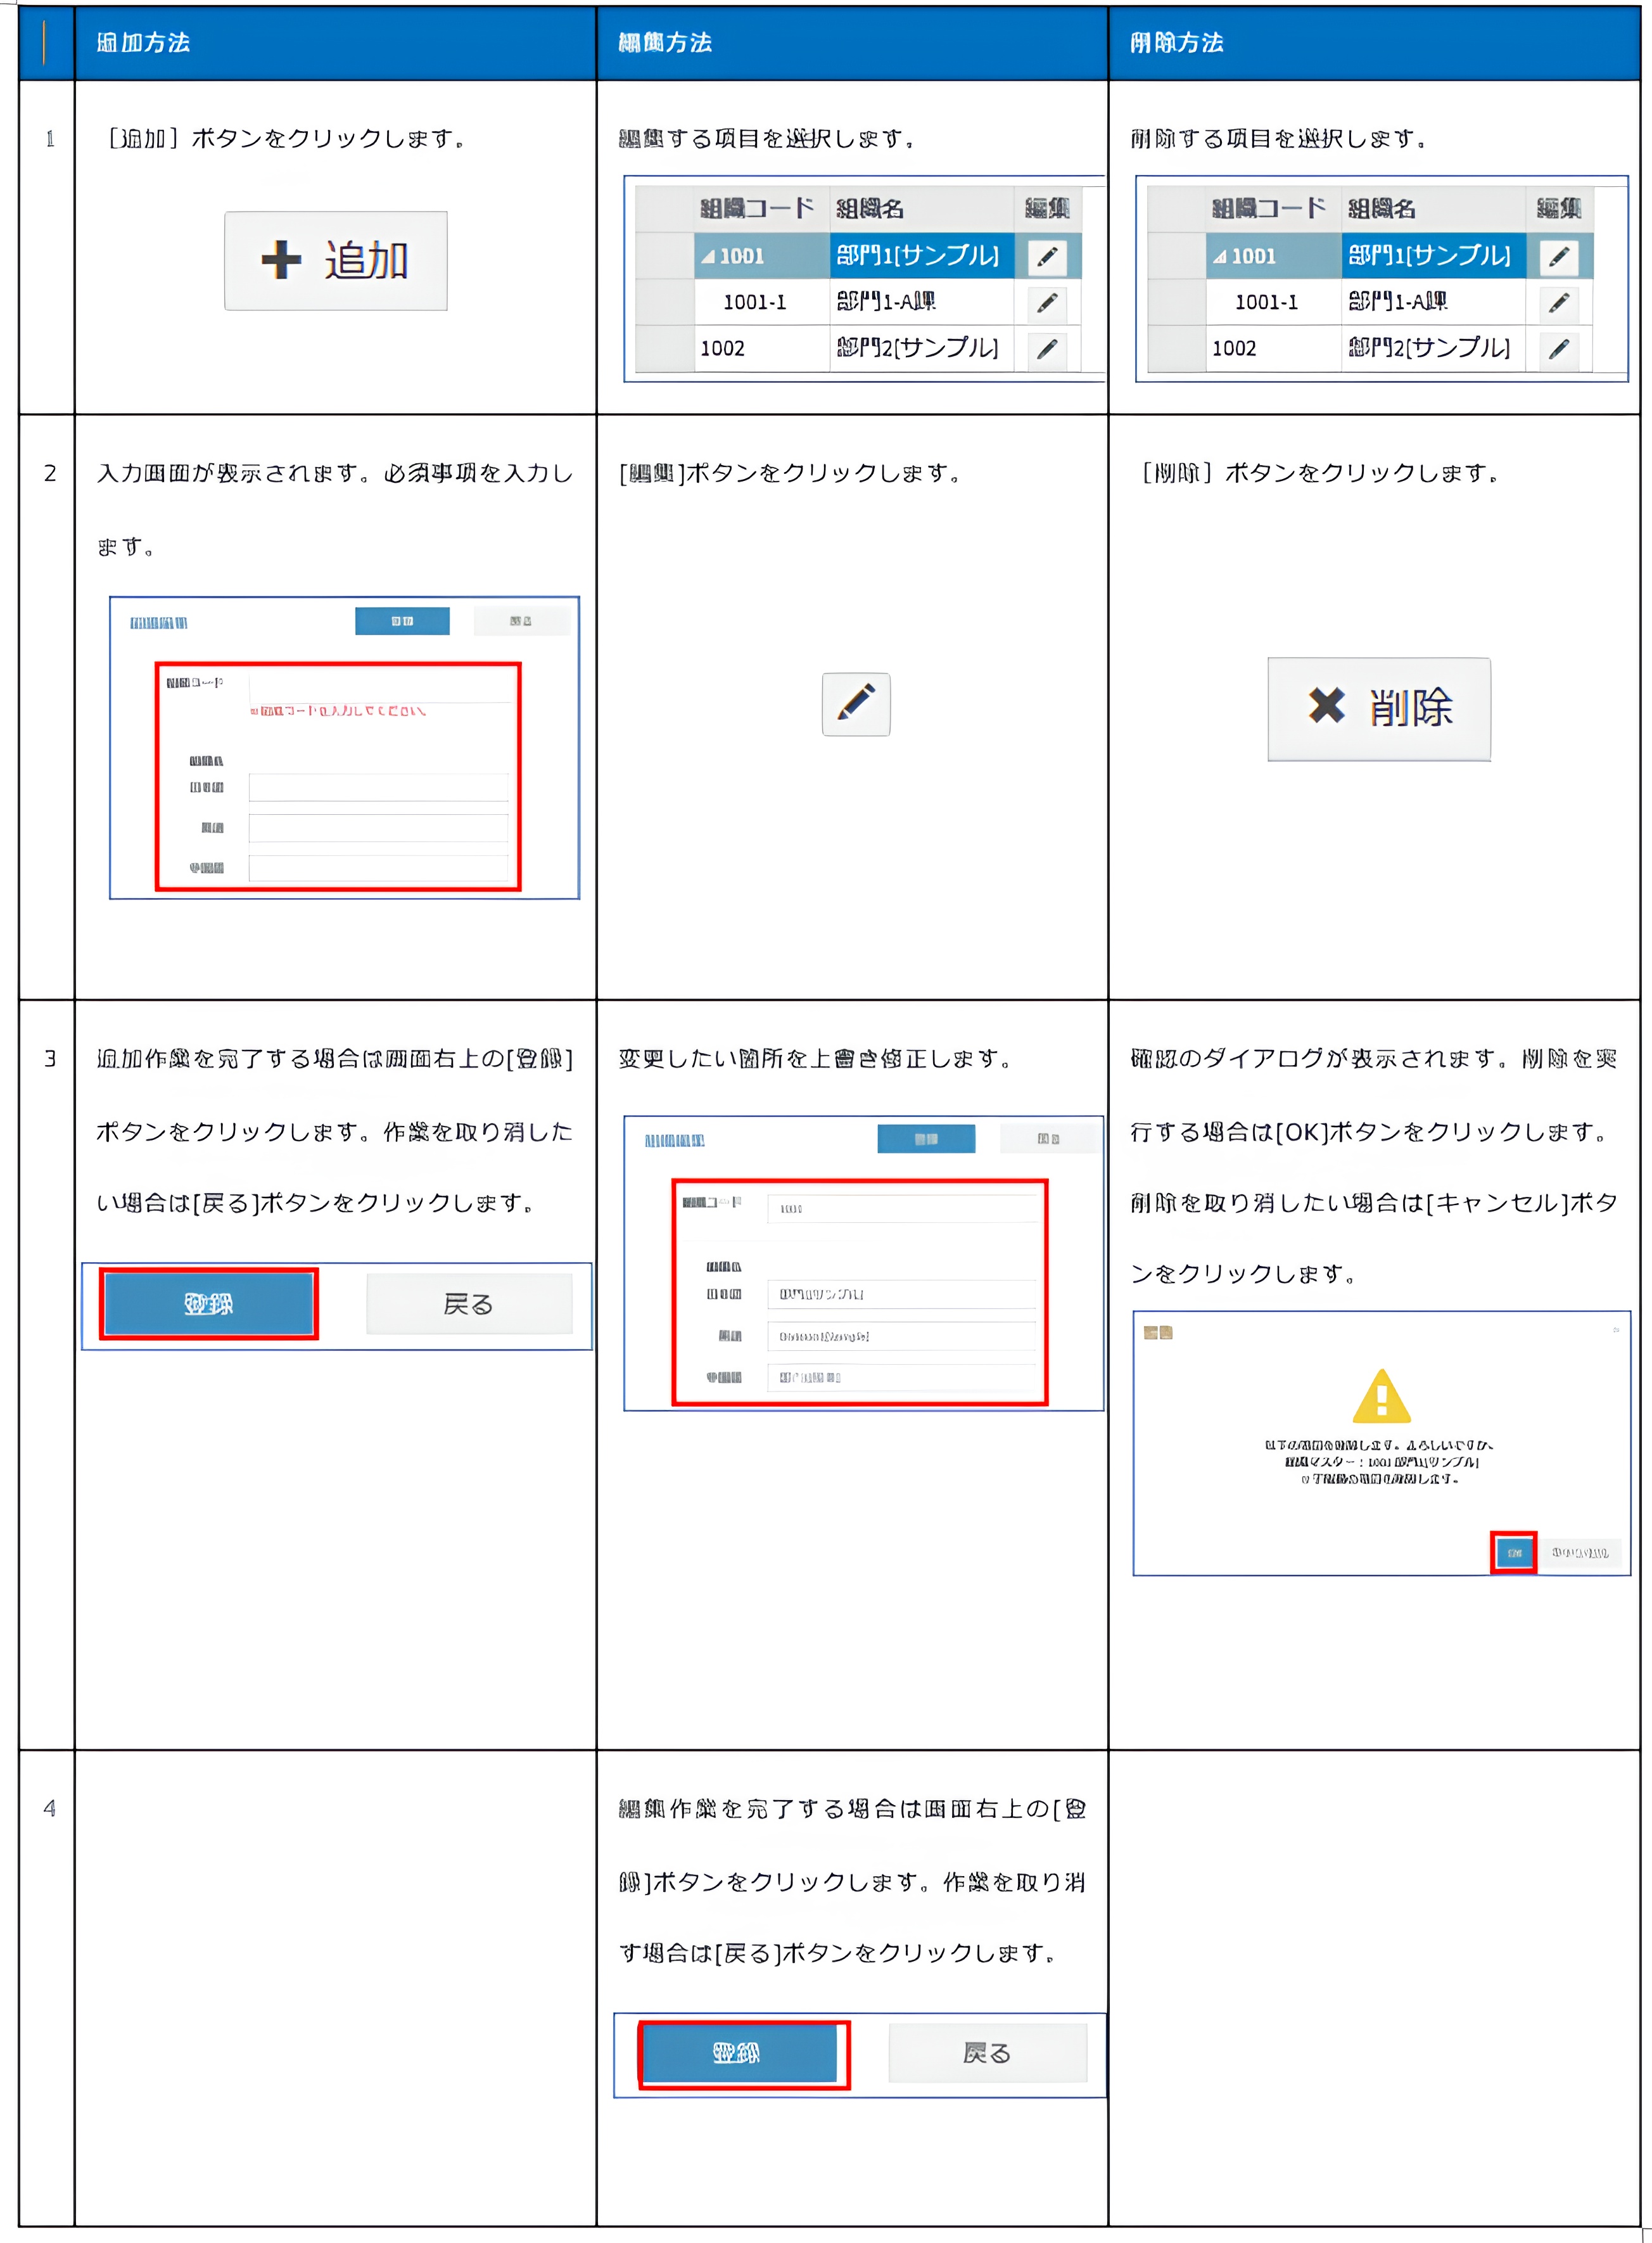 追加方法
編集方法
削除方法
1
［追加］ボタンをクリックします。
＋ 追加
編集する項目を選択します。
組織コード 組織名 編集
1001 部門1[サンプル]
1001-1 部門1-A課
1002 部門2[サンプル]
削除する項目を選択します。
組織コード 組織名 編集
1001 部門1[サンプル]
1001-1 部門1-A課
1002 部門2[サンプル]
2
入力画面が表示されます。必須事項を入力し
ます。
[編集]ボタンをクリックします。
［削除］ボタンをクリックします。
✖ 削除
3
追加作業を完了する場合は画面右上の[登録]
ボタンをクリックします。作業を取り消した
い場合は[戻る]ボタンをクリックします。
登録 戻る
変更したい箇所を上書き修正します。
確認のダイアログが表示されます。削除を実
行する場合は[OK]ボタンをクリックします。
削除を取り消したい場合は[キャンセル]ボタ
ンをクリックします。
4
編集作業を完了する場合は画面右上の[登
録]ボタンをクリックします。作業を取り消
す場合は[戻る]ボタンをクリックします。
登録 戻る